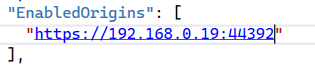 "EnabledOrigins": [
"https://192.168.0.19:44392"
],